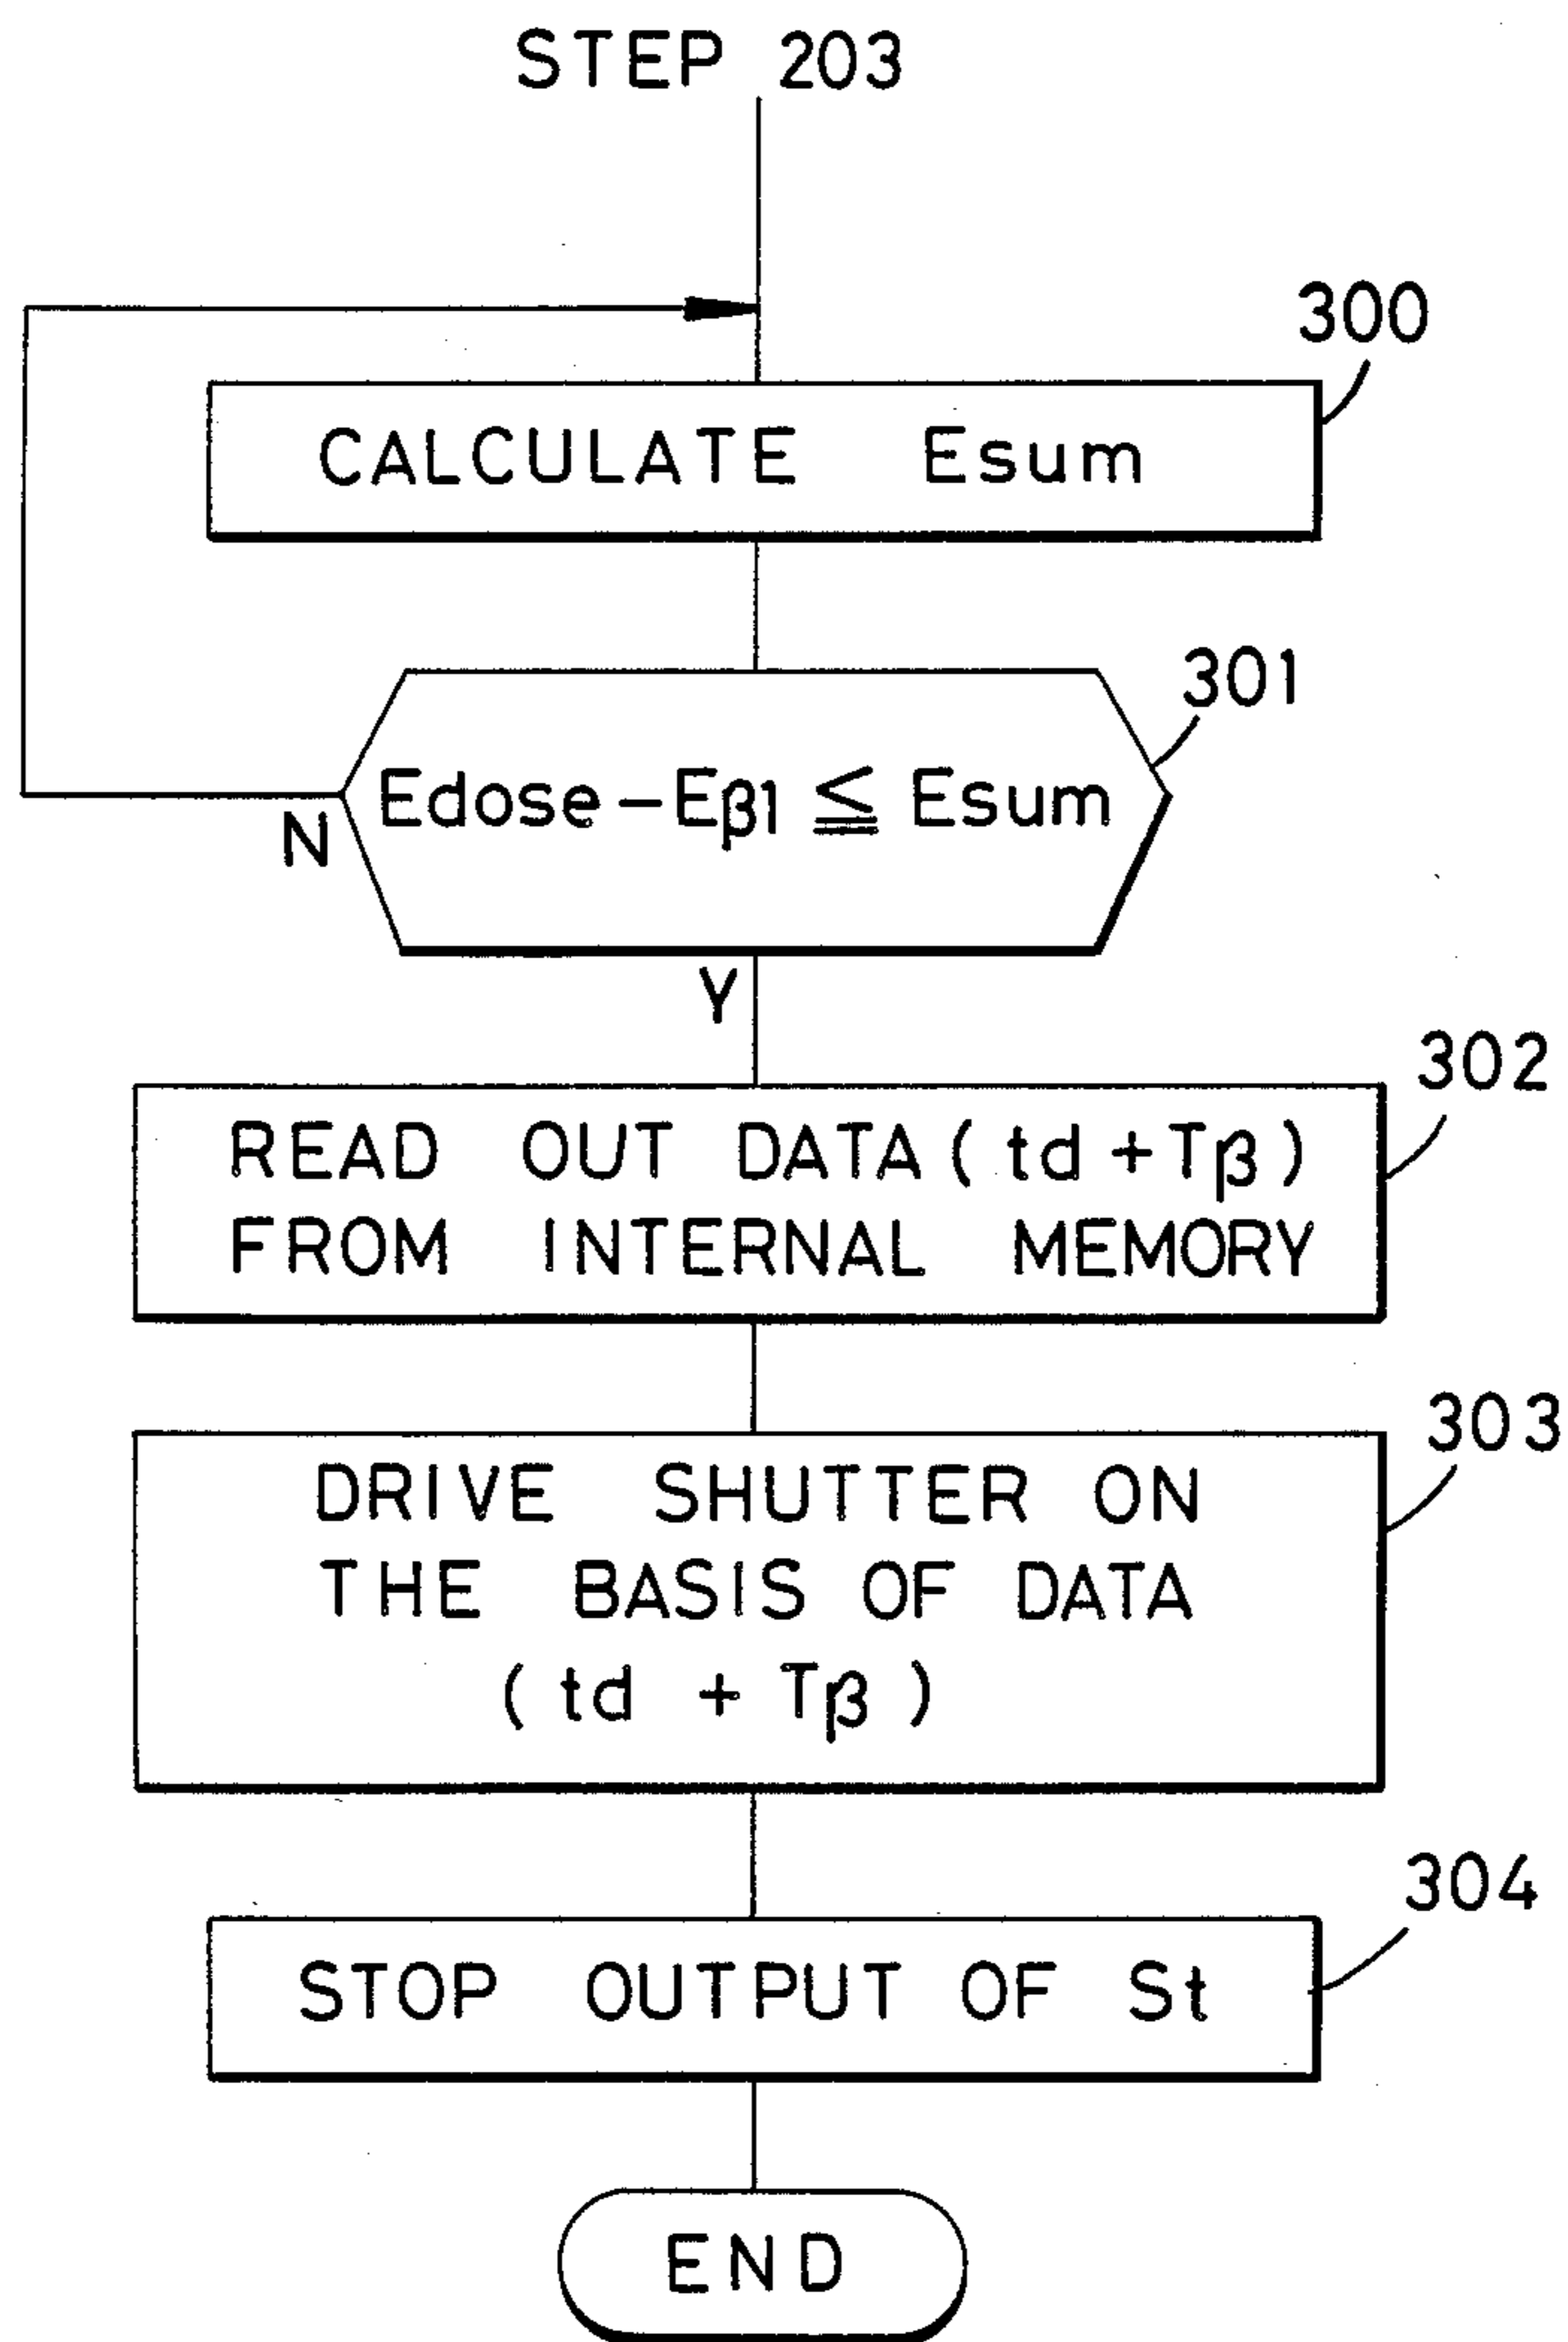 STEP 203
300
CALCULATE Esum
301
Edose-Eβ1 ≦ Esum
N
Y
302
READ OUT DATA (td+Tβ)
FROM INTERNAL MEMORY
303
DRIVE SHUTTER ON
THE BASIS OF DATA
(td + Tβ)
304
STOP OUTPUT OF St
END